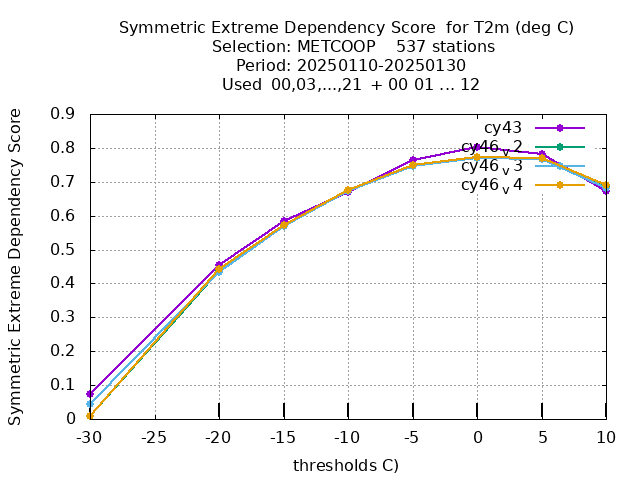 Symmetric Extreme Dependency Score  for T2m (deg C)
Selection: METCOOP    537 stations
Period: 20250110-20250130
Used  00,03,...,21  + 00 01 ... 12
Symmetric Extreme Dependency Score
0.9
0.8
0.7
0.6
0.5
0.4
0.3
0.2
0.1
0
cy43
cy46v2
cy46v3
cy46v4
-30 -25 -20 -15 -10 -5 0 5 10
thresholds C)